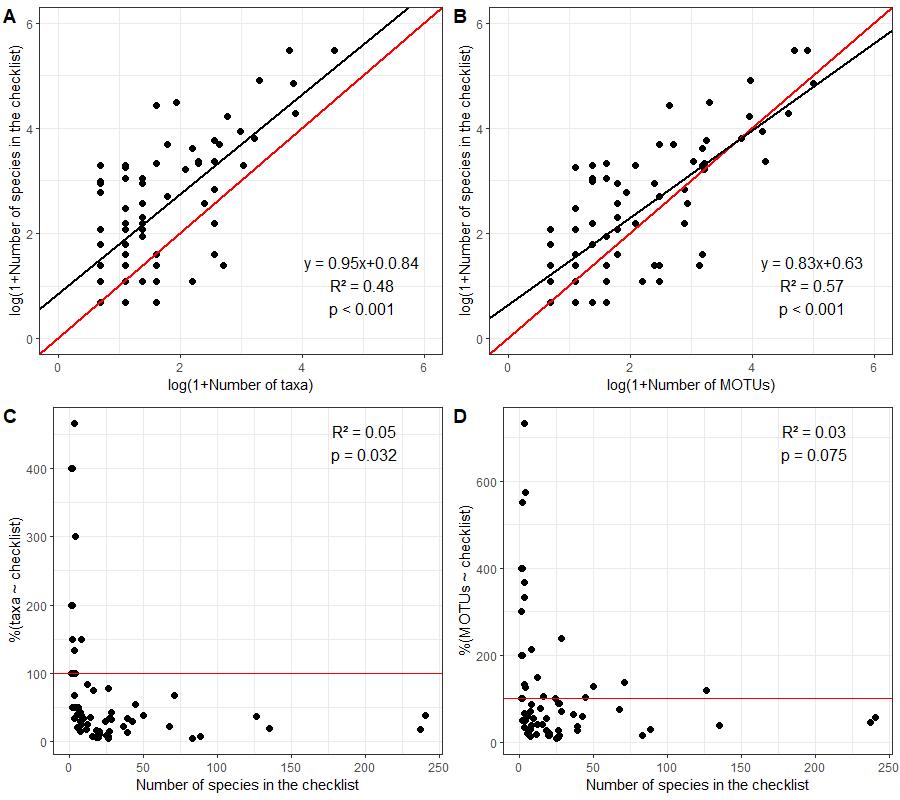 A
B
6
4
2
0
0
2
4
6
log(1+Number of species in the checklist)
log(1+Number of taxa)
y = 0.95x+0.0.84
R² = 0.48
p < 0.001
6
4
2
0
0
2
4
6
log(1+Number of species in the checklist)
log(1+Number of MOTUs)
y = 0.83x+0.63
R² = 0.57
p < 0.001
C
D
400
300
200
100
0
0
50
100
150
200
250
%(taxa ~ checklist)
Number of species in the checklist
R² = 0.05
p = 0.032
600
400
200
0
0
50
100
150
200
250
%(MOTUs ~ checklist)
Number of species in the checklist
R² = 0.03
p = 0.075